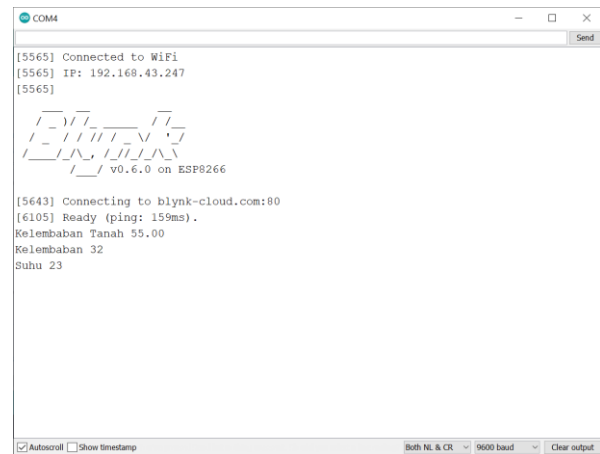 COM4
Send
[5565] Connected to WiFi
[5565] IP: 192.168.43.247
[5565]
    ___  __          __
   / _ )/ /_ _____  / /__
  / _  / / // / _ \/  '_/
 /____/_/\_, /_//_/_/\_\
        /___/ v0.6.0 on ESP8266
[5643] Connecting to blynk-cloud.com:80
[6105] Ready (ping: 159ms).
Kelembaban Tanah 55.00
Kelembaban 32
Suhu 23
Autoscroll Show timestamp Both NL & CR 9600 baud Clear output